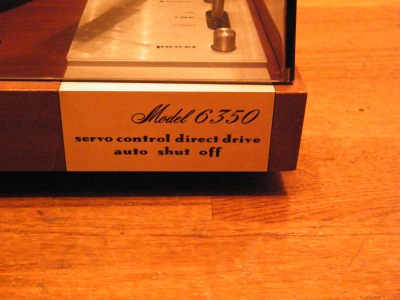 power
Model 6350
servo control direct drive
auto shut off